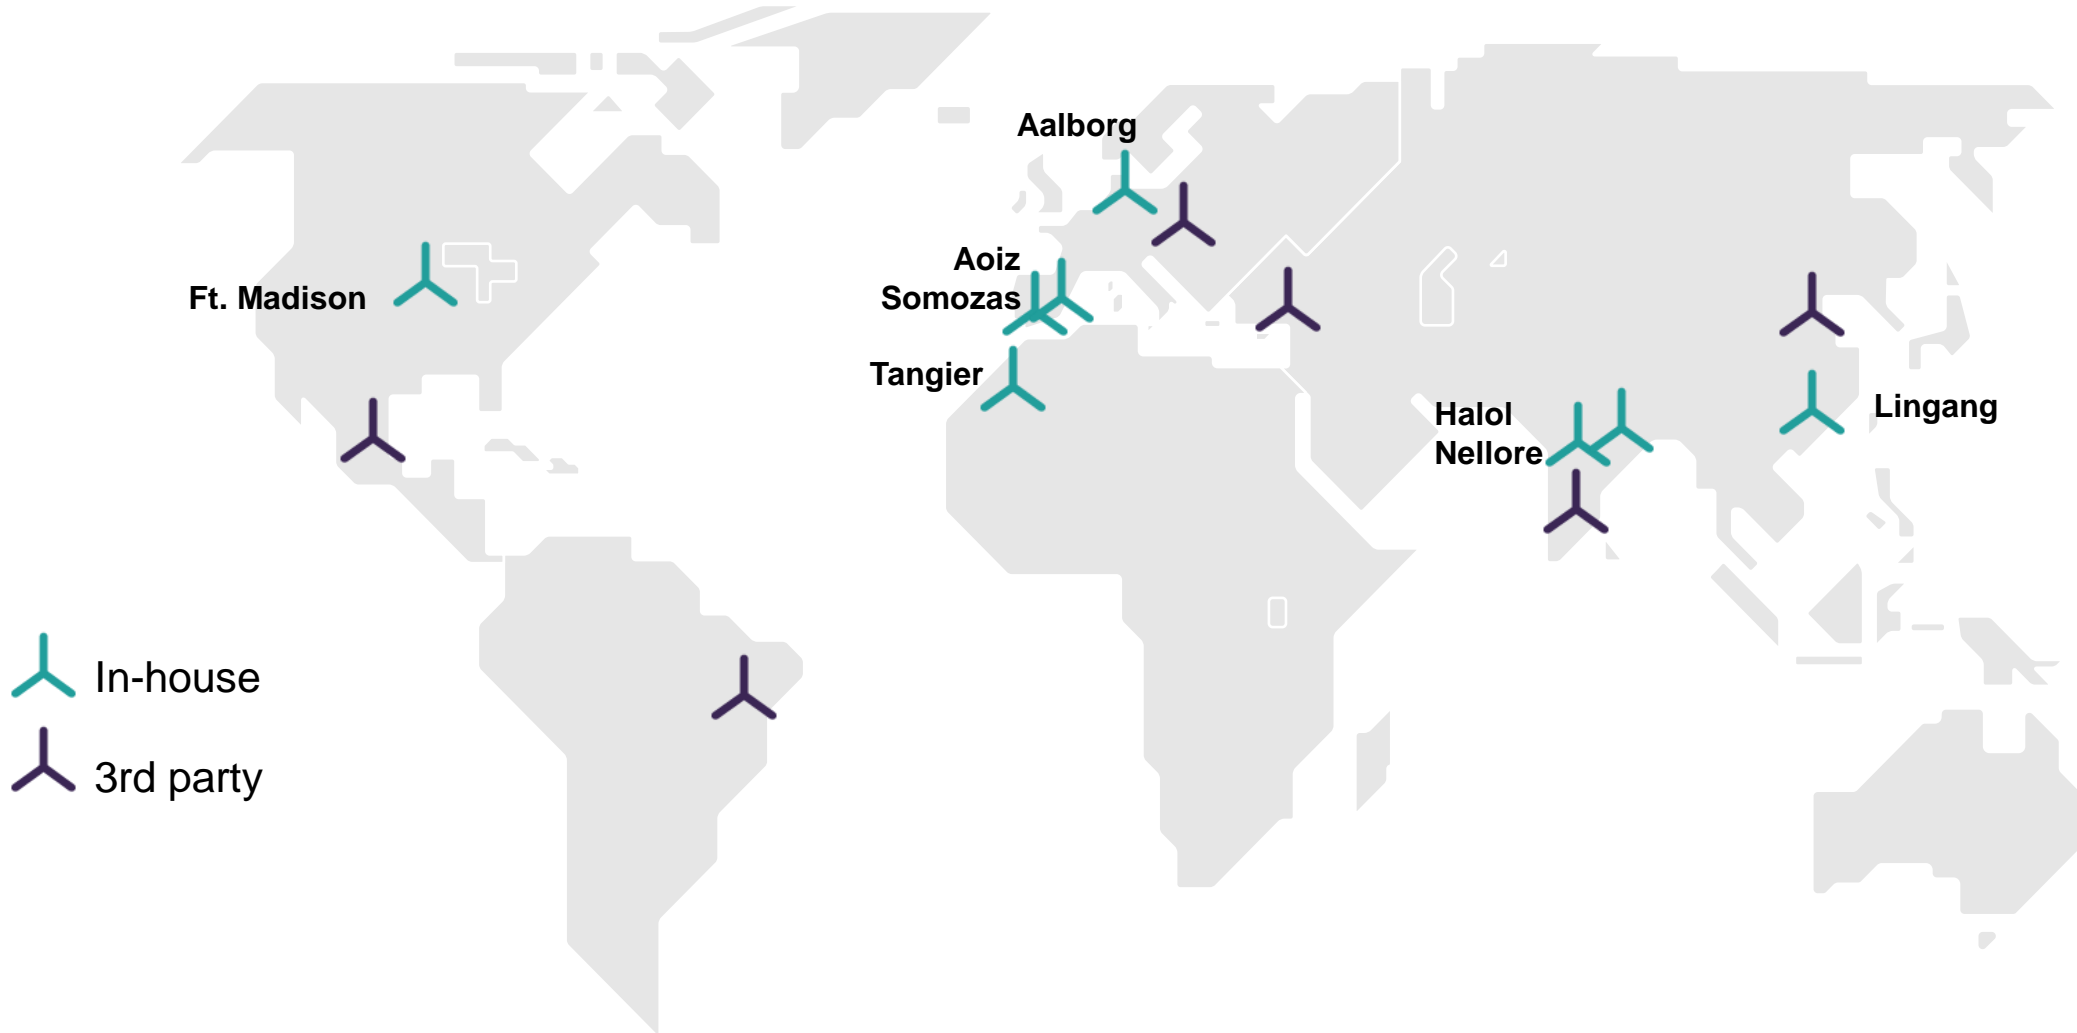 Aalborg
Aoiz
Somozas
Ft. Madison
Tangier
Halol
Nellore
Lingang
In-house
3rd party